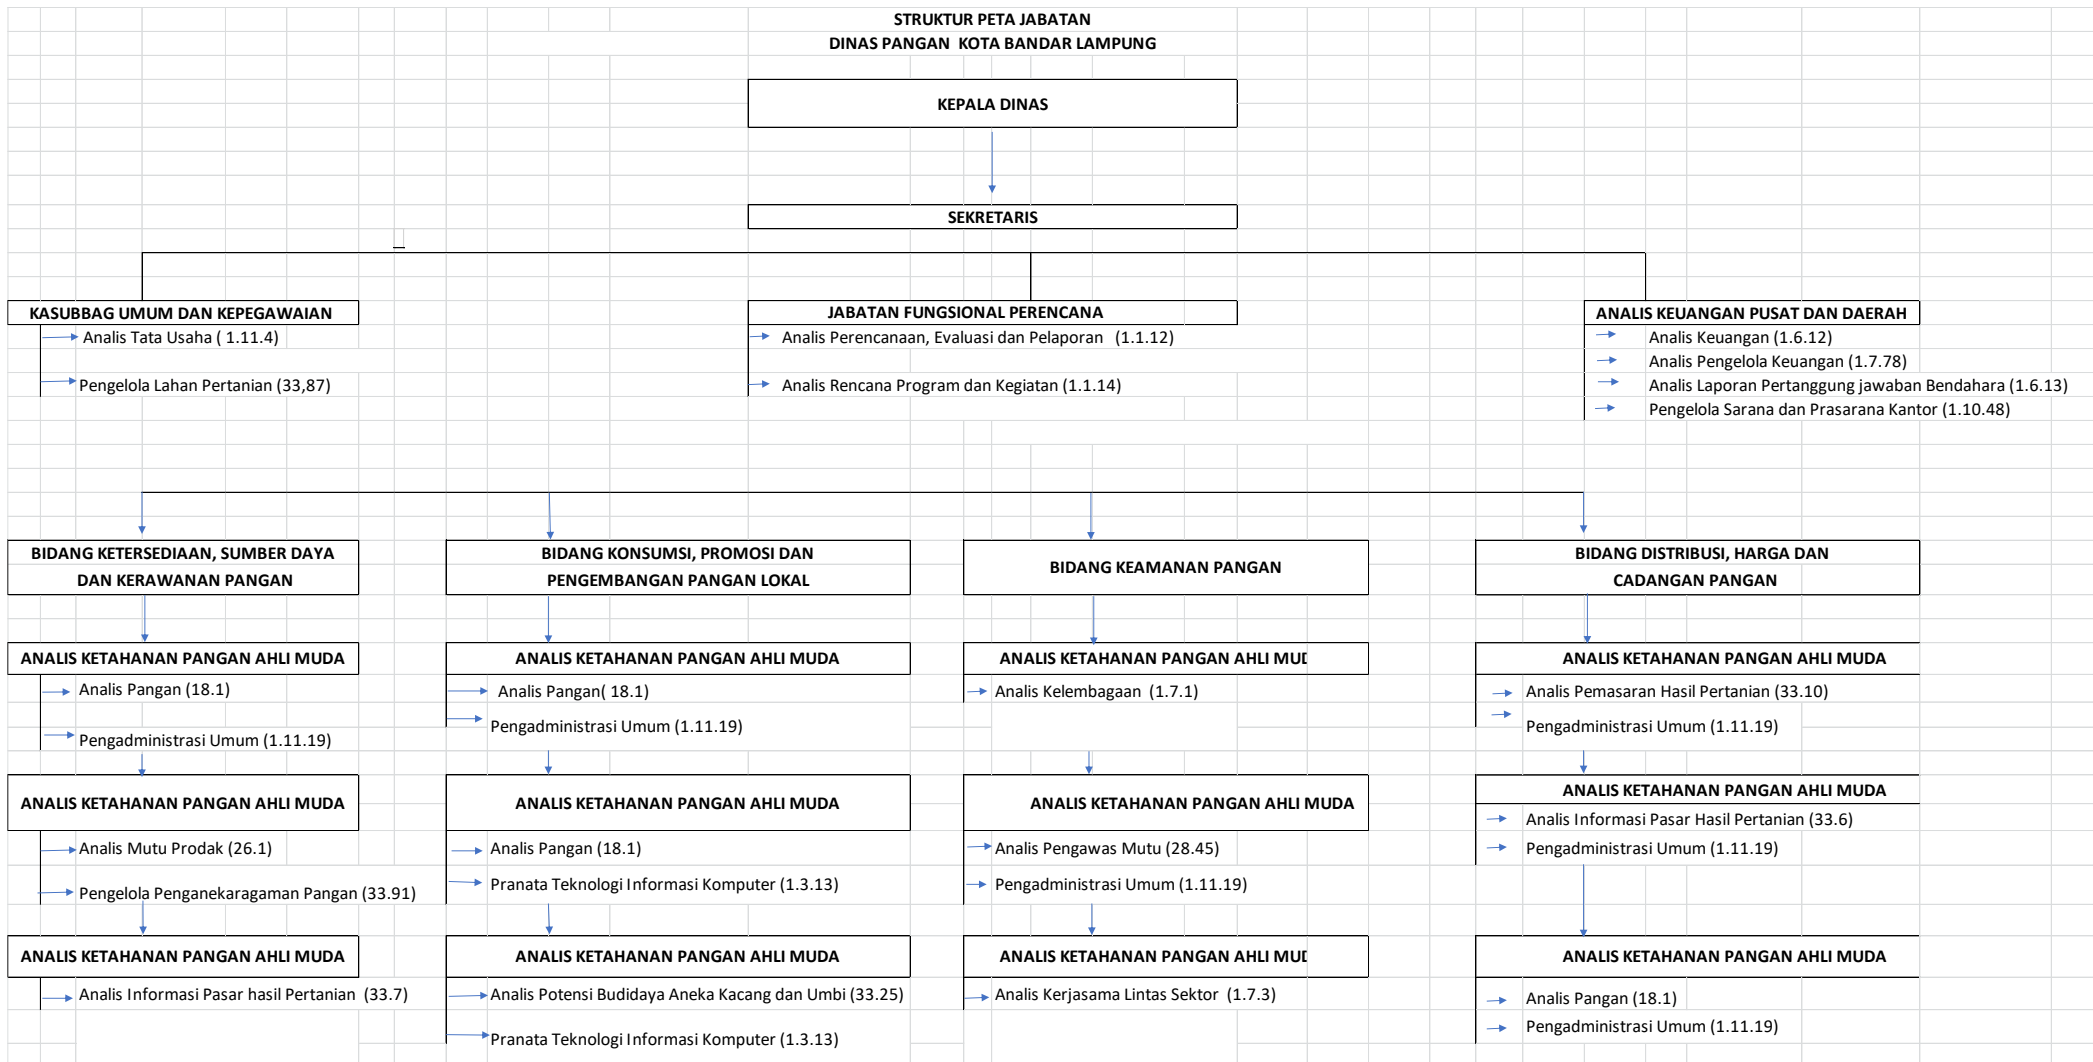 STRUKTUR PETA JABATAN
DINAS PANGAN KOTA BANDAR LAMPUNG
KEPALA DINAS
SEKRETARIS
KASUBBAG UMUM DAN KEPEGAWAIAN
Analis Tata Usaha ( 1.11.4)
Pengelola Lahan Pertanian (33,87)
JABATAN FUNGSIONAL PERENCANA
Analis Perencanaan, Evaluasi dan Pelaporan (1.1.12)
Analis Rencana Program dan Kegiatan (1.1.14)
ANALIS KEUANGAN PUSAT DAN DAERAH
Analis Keuangan (1.6.12)
Analis Pengelola Keuangan (1.7.78)
Analis Laporan Pertanggung jawaban Bendahara (1.6.13)
Pengelola Sarana dan Prasarana Kantor (1.10.48)
BIDANG KETERSEDIAAN, SUMBER DAYA
DAN KERAWANAN PANGAN
ANALIS KETAHANAN PANGAN AHLI MUDA
Analis Pangan (18.1)
Pengadministrasi Umum (1.11.19)
ANALIS KETAHANAN PANGAN AHLI MUDA
Analis Mutu Prodak (26.1)
Pengelola Penganekaragaman Pangan (33.91)
ANALIS KETAHANAN PANGAN AHLI MUDA
Analis Informasi Pasar hasil Pertanian (33.7)
BIDANG KONSUMSI, PROMOSI DAN
PENGEMBANGAN PANGAN LOKAL
ANALIS KETAHANAN PANGAN AHLI MUDA
Analis Pangan( 18.1)
Pengadministrasi Umum (1.11.19)
ANALIS KETAHANAN PANGAN AHLI MUDA
Analis Pangan (18.1)
Pranata Teknologi Informasi Komputer (1.3.13)
ANALIS KETAHANAN PANGAN AHLI MUDA
Analis Potensi Budidaya Aneka Kacang dan Umbi (33.25)
Pranata Teknologi Informasi Komputer (1.3.13)
BIDANG KEAMANAN PANGAN
ANALIS KETAHANAN PANGAN AHLI MUD
Analis Kelembagaan (1.7.1)
ANALIS KETAHANAN PANGAN AHLI MUDA
Analis Pengawas Mutu (28.45)
Pengadministrasi Umum (1.11.19)
ANALIS KETAHANAN PANGAN AHLI MUD
Analis Kerjasama Lintas Sektor (1.7.3)
BIDANG DISTRIBUSI, HARGA DAN
CADANGAN PANGAN
ANALIS KETAHANAN PANGAN AHLI MUDA
Analis Pemasaran Hasil Pertanian (33.10)
Pengadministrasi Umum (1.11.19)
ANALIS KETAHANAN PANGAN AHLI MUDA
Analis Informasi Pasar Hasil Pertanian (33.6)
Pengadministrasi Umum (1.11.19)
ANALIS KETAHANAN PANGAN AHLI MUDA
Analis Pangan (18.1)
Pengadministrasi Umum (1.11.19)